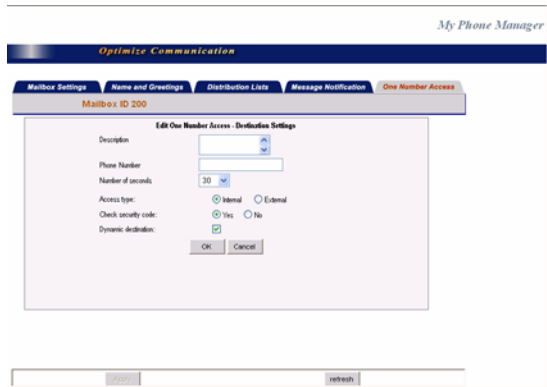 My Phone Manager
Optimize Communication
Mailbox Settings Name and Greetings Distribution Lists Message Notification One Number Access
Mailbox ID 200
Edit One Number Access - Destination Settings
Description
Phone Number
Number of seconds 30
Access type: Internal External
Check security code: Yes No
Dynamic destination:
OK Cancel
Apply refresh